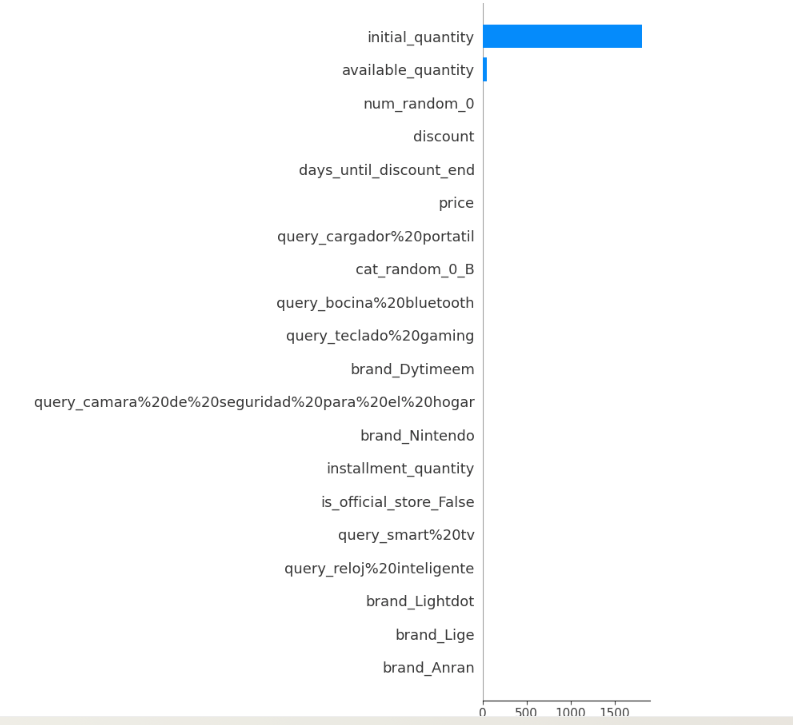 initial_quantity
available_quantity
num_random_0
discount
days_until_discount_end
price
query_cargador%20portatil
cat_random_0_B
query_bocina%20bluetooth
query_teclado%20gaming
brand_Dytimeem
query_camara%20de%20seguridad%20para%20el%20hogar
brand_Nintendo
installment_quantity
is_official_store_False
query_smart%20tv
query_reloj%20inteligente
brand_Lightdot
brand_Lige
brand_Anran
0 500 1000 1500